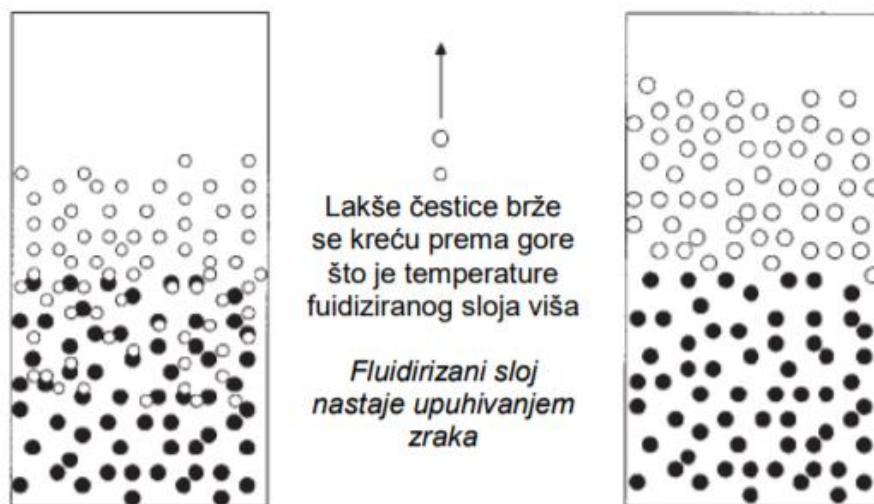 Lakše čestice brže
se kreću prema gore
što je temperature
fuidiziranog sloja viša
Fluidirizani sloj
nastaje upuhivanjem
zraka